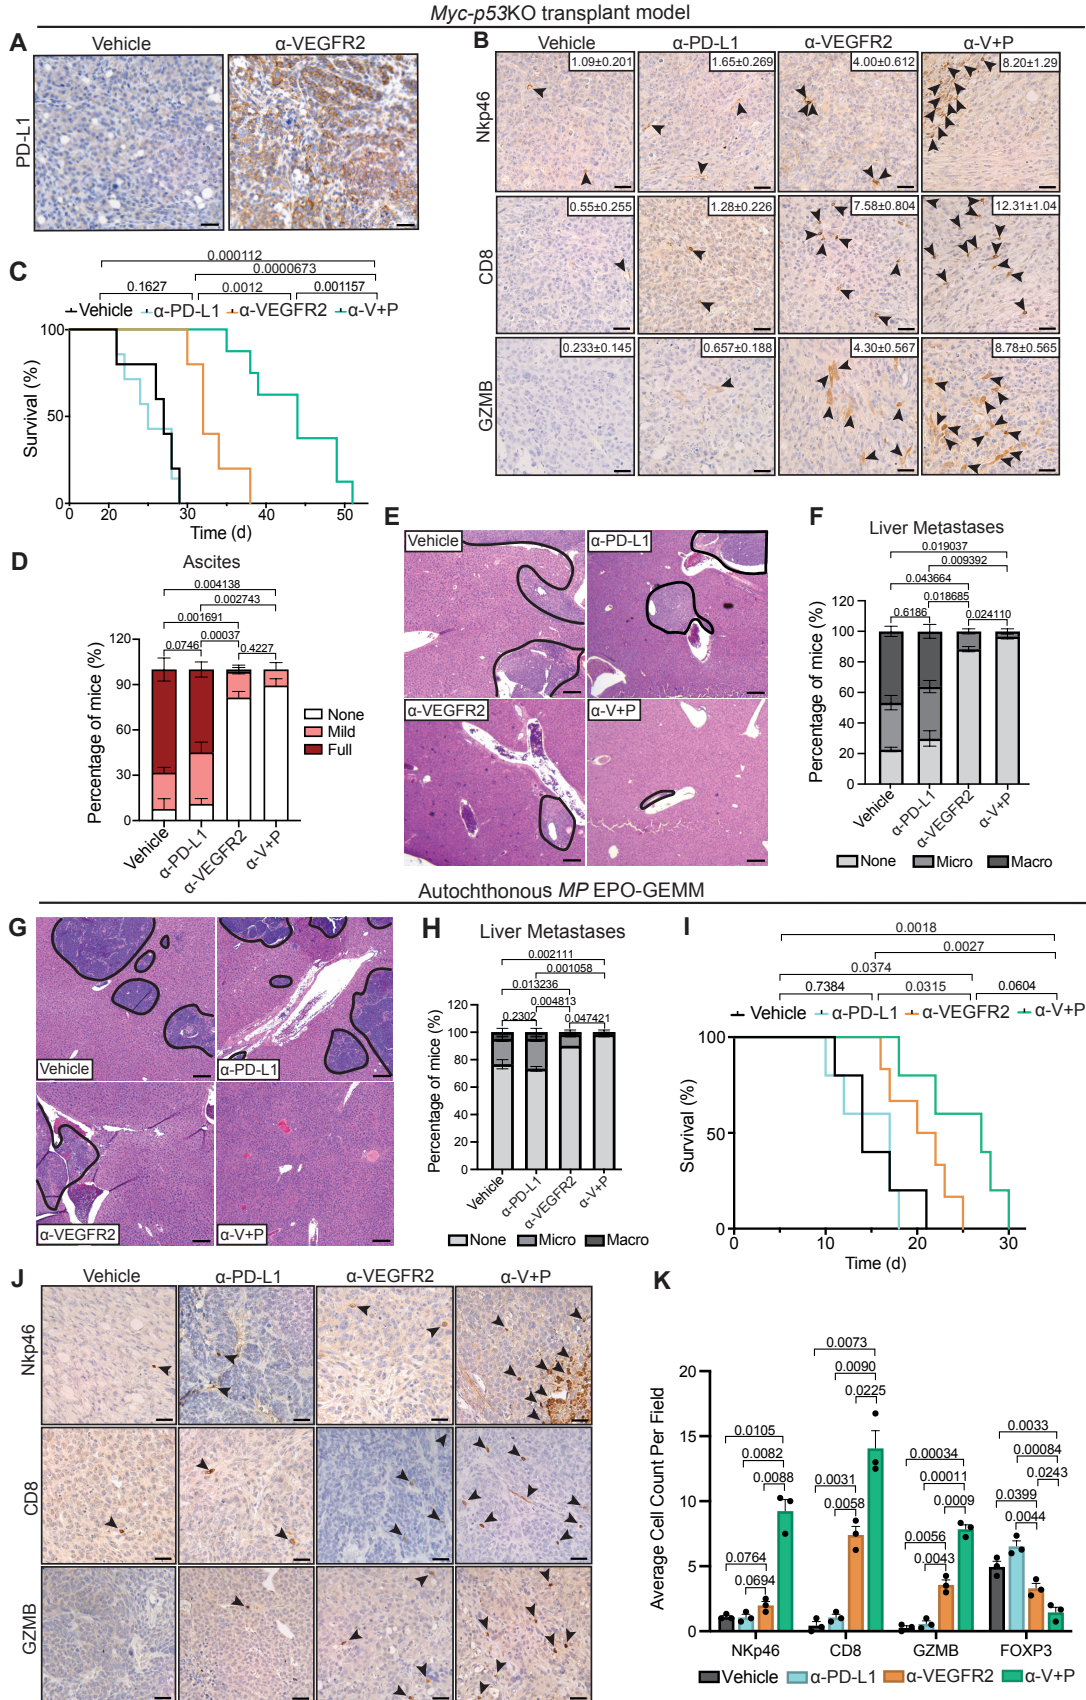 Myc-p53KO transplant model
A
Vehicle
α-VEGFR2
PD-L1
B
Vehicle
α-PD-L1
α-VEGFR2
α-V+P
Nkp46
1.09±0.201
1.65±0.269
4.00±0.612
8.20±1.29
CD8
0.55±0.255
1.28±0.226
7.58±0.804
12.31±1.04
GZMB
0.233±0.145
0.657±0.188
4.30±0.567
8.78±0.565
C
0.000112
0.0000673
0.1627
0.0012
0.001157
Vehicle
α-PD-L1
α-VEGFR2
α-V+P
Survival (%)
100
50
0
0
20
30
40
50
Time (d)
D
Ascites
0.004138
0.002743
0.001691
0.00037
0.0746
0.4227
Percentage of mice (%)
120
90
60
30
0
None
Mild
Full
Vehicle
α-PD-L1
α-VEGFR2
α-V+P
E
Vehicle
α-PD-L1
α-VEGFR2
α-V+P
F
Liver Metastases
0.019037
0.009392
0.043664
0.018685
0.6186
0.024110
Percentage of mice (%)
120
100
80
60
40
20
0
Vehicle
α-PD-L1
α-VEGFR2
α-V+P
None
Micro
Macro
Autochthonous MP EPO-GEMM
G
Vehicle
α-PD-L1
α-VEGFR2
α-V+P
H
Liver Metastases
0.002111
0.001058
0.013236
0.004813
0.2302
0.047421
Percentage of mice (%)
120
100
80
60
40
20
0
Vehicle
α-PD-L1
α-VEGFR2
α-V+P
None
Micro
Macro
I
0.0018
0.0027
0.0374
0.7384
0.0315
0.0604
Vehicle
α-PD-L1
α-VEGFR2
α-V+P
Survival (%)
100
50
0
0
10
20
30
Time (d)
J
Vehicle
α-PD-L1
α-VEGFR2
α-V+P
Nkp46
CD8
GZMB
K
0.0073
0.0090
0.0225
0.0105
0.0082
0.0088
0.0031
0.0058
0.00034
0.00011
0.0009
0.0033
0.00084
0.0243
0.0399
0.0044
0.0764
0.0694
0.0056
0.0043
Average Cell Count Per Field
20
15
10
5
0
NKp46
CD8
GZMB
FOXP3
Vehicle
α-PD-L1
α-VEGFR2
α-V+P